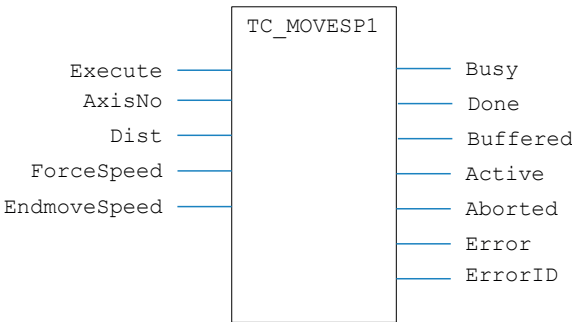 TC_MOVESP1
Execute
AxisNo
Dist
ForceSpeed
EndmoveSpeed
Busy
Done
Buffered
Active
Aborted
Error
ErrorID